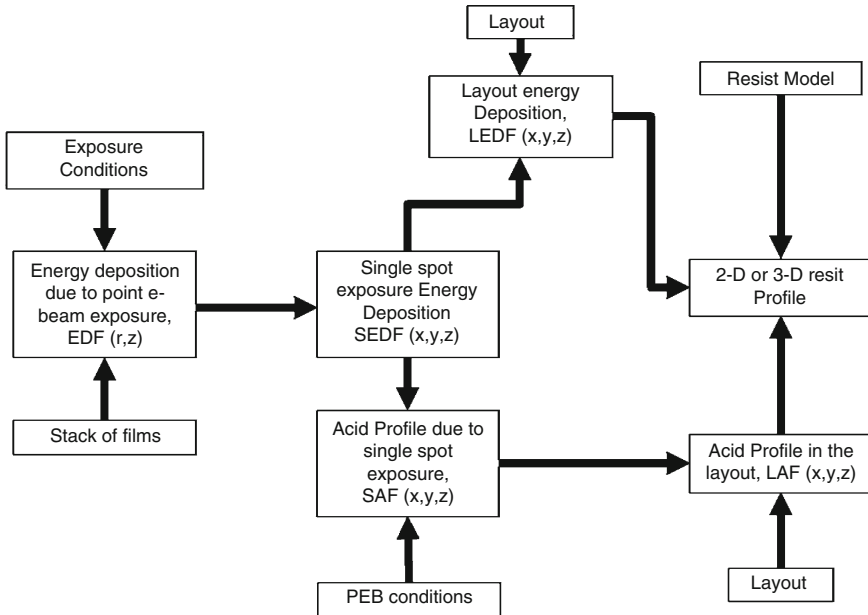 Layout
Layout energy
Deposition,
LEDF (x,y,z)
Resist Model
Exposure
Conditions
Energy deposition
due to point e-
beam exposure,
EDF (r,z)
Single spot
exposure Energy
Deposition
SEDF (x,y,z)
2-D or 3-D resit
Profile
Stack of films
Acid Profile due to
single spot
exposure,
SAF (x,y,z)
Acid Profile in the
layout, LAF (x,y,z)
PEB conditions
Layout